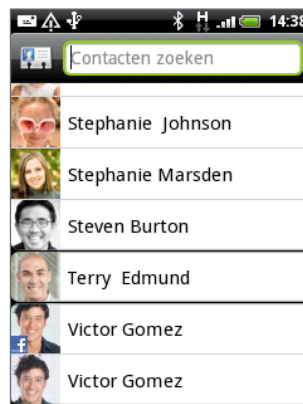 H 14:38
Contacten zoeken
Stephanie Johnson
Stephanie Marsden
Steven Burton
Terry Edmund
f Victor Gomez
Victor Gomez